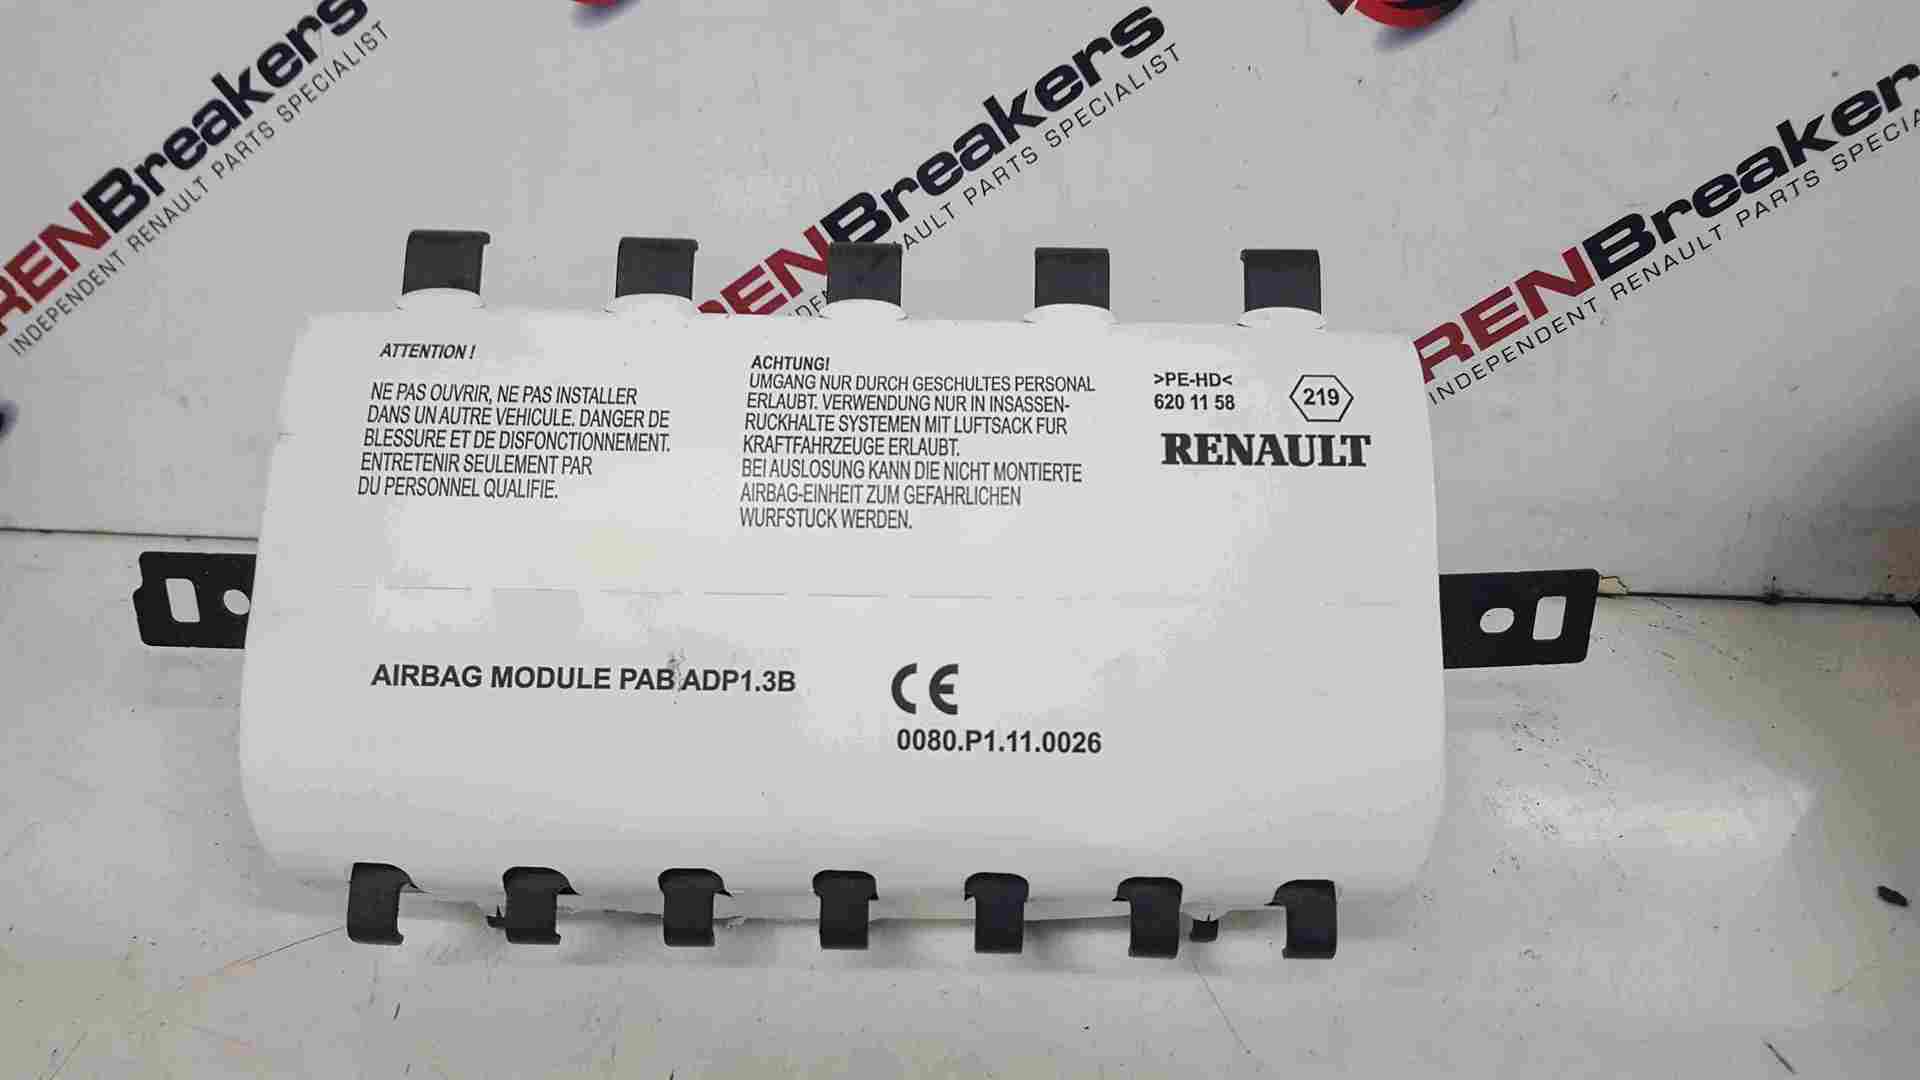 RENBreakers
INDEPENDENT RENAULT PARTS SPECIALIST
RENBreakers
AULT PARTS SPECIALIST
RENBreakers
INDEPENDENT RENAULT PARTS SPECIA
ATTENTION !
NE PAS OUVRIR, NE PAS INSTALLER
DANS UN AUTRE VEHICULE. DANGER DE
BLESSURE ET DE DISFONCTIONNEMENT.
ENTRETENIR SEULEMENT PAR
DU PERSONNEL QUALIFIE.
ACHTUNG!
UMGANG NUR DURCH GESCHULTES PERSONAL
ERLAUBT. VERWENDUNG NUR IN INSASSEN-
RUCKHALTE SYSTEMEN MIT LUFTSACK FUR
KRAFTFAHRZEUGE ERLAUBT.
BEI AUSLOSUNG KANN DIE NICHT MONTIERTE
AIRBAG-EINHEIT ZUM GEFAHRLICHEN
WURFSTUCK WERDEN.
>PE-HD<
620 11 58
219
RENAULT
AIRBAG MODULE PAB ADP1.3B
CE
0080.P1.11.0026